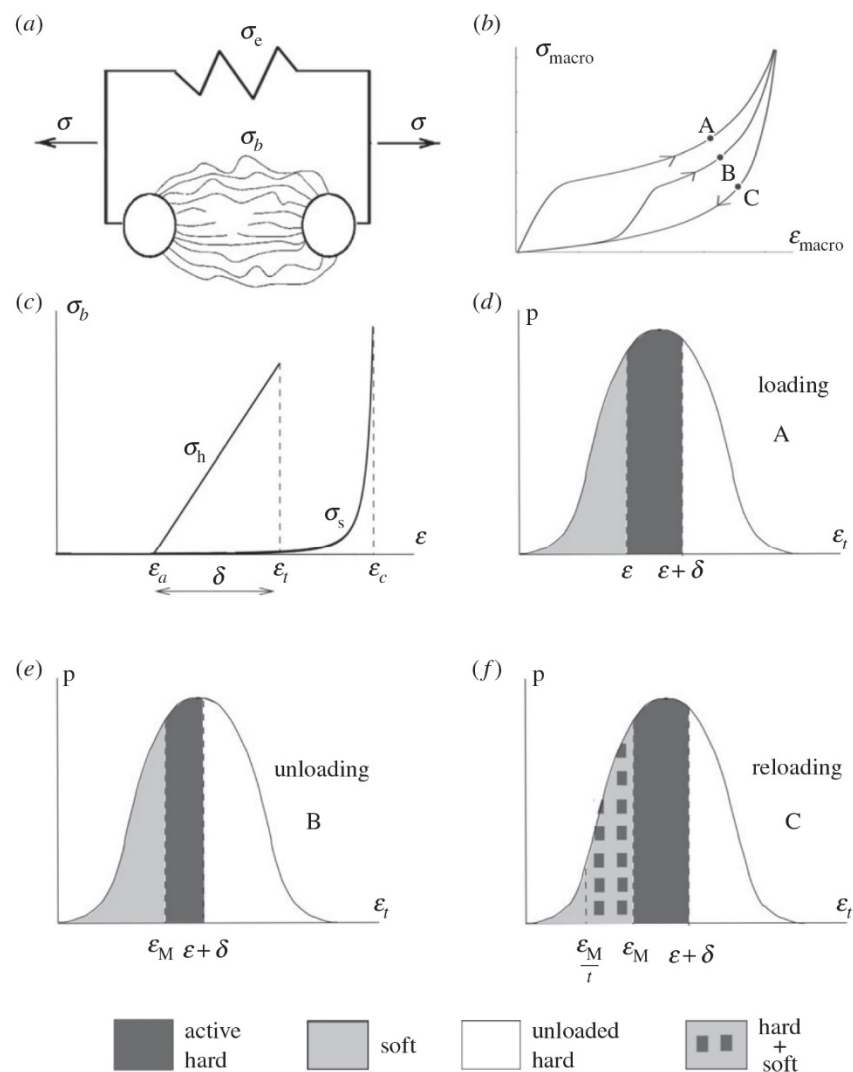 (a)
σe
σ
σ
σb
(b)
σmacro
A
B
C
εmacro
(c)
σb
σh
σs
ε
εa
δ
εt
εc
(d)
p
loading
A
εt
ε
ε+δ
(e)
p
unloading
B
εt
εM
ε+δ
(f)
p
reloading
C
εt
εM
t
εM
ε+δ
active
hard
soft
unloaded
hard
hard
+
soft